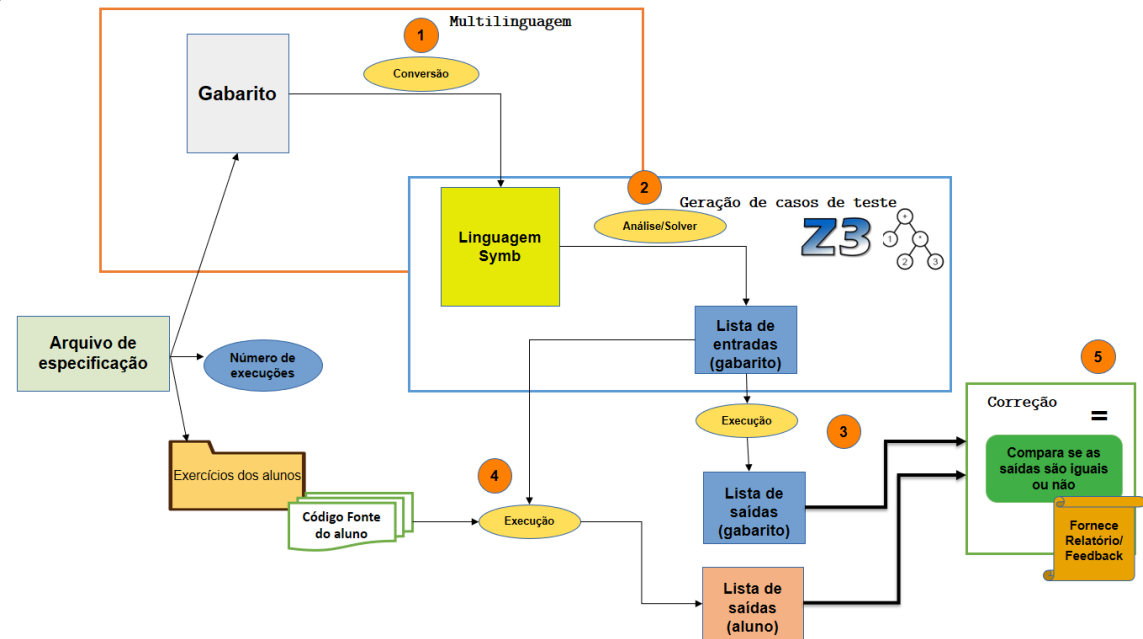 Multilinguagem
1
Conversão
Gabarito
2
Geração de casos de teste
Análise/Solver
Z3
+
1
*
2
3
Linguagem
Symb
Arquivo de
especificação
Número de
execuções
Lista de
entradas
(gabarito)
Execução
3
5
Correção
=
Compara se as
saídas são iguais
ou não
Fornece
Relatório/
Feedback
Exercícios dos alunos
Código Fonte
do aluno
4
Execução
Lista de
saídas
(gabarito)
Lista de
saídas
(aluno)